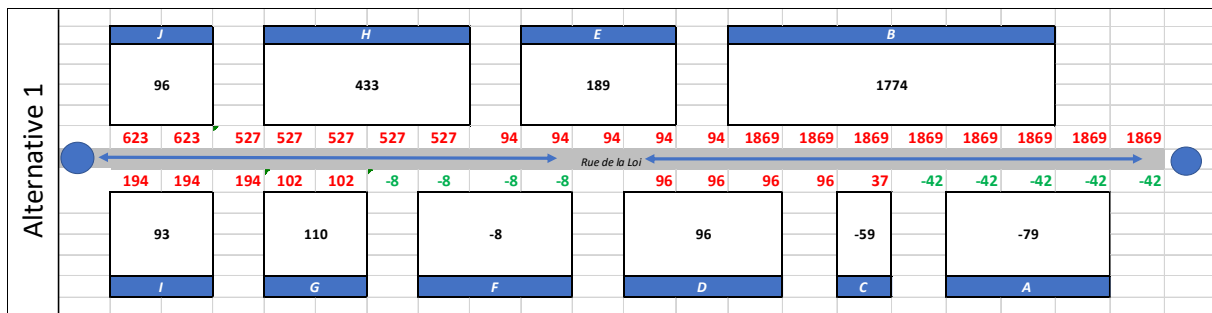 Alternative 1
J H E B
96 433 189 1774
623 623 527 527 527 527 527 94 94 94 94 94 1869 1869 1869 1869 1869 1869 1869 1869
Rue de la Loi
194 194 194 102 102 -8 -8 -8 -8 96 96 96 96 37 -42 -42 -42 -42 -42
93 110 -8 96 -59 -79
I G F D C A